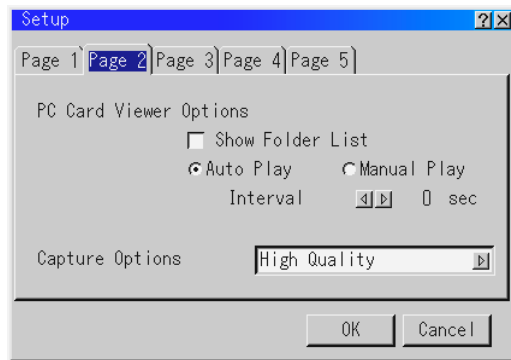 Setup ? ×
Page 1 Page 2 Page 3 Page 4 Page 5
PC Card Viewer Options
Show Folder List
Auto Play Manual Play
Interval 0 sec
Capture Options High Quality
OK Cancel